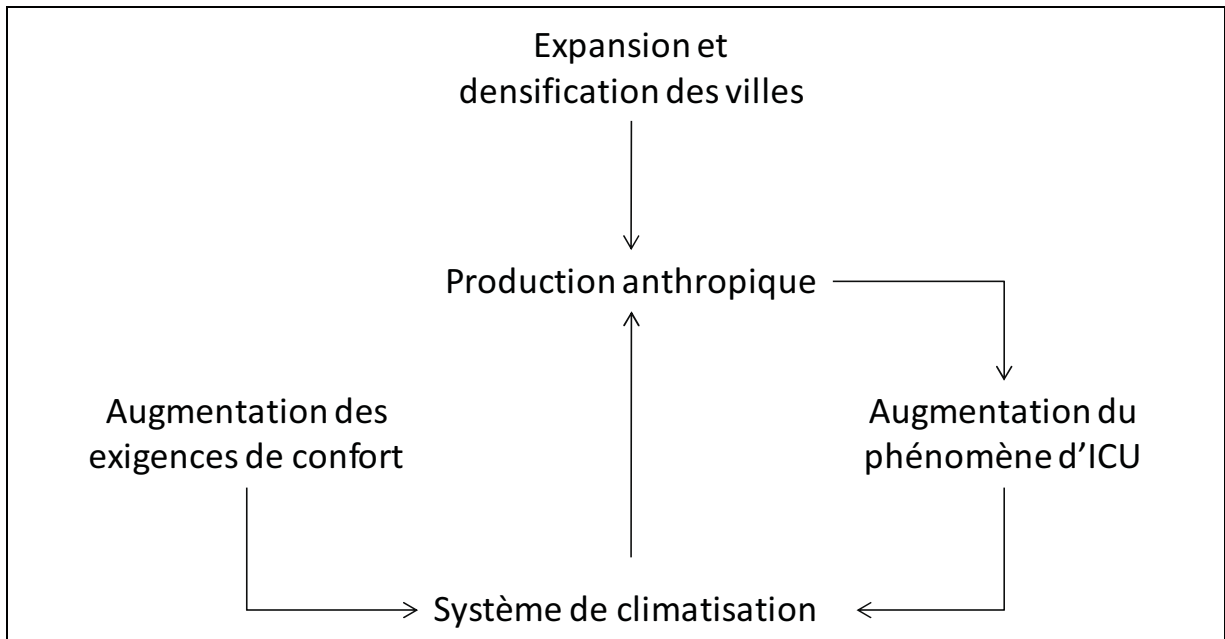 Expansion et
densification des villes
Production anthropique
Augmentation des
exigences de confort
Augmentation du
phénomène d’ICU
Système de climatisation